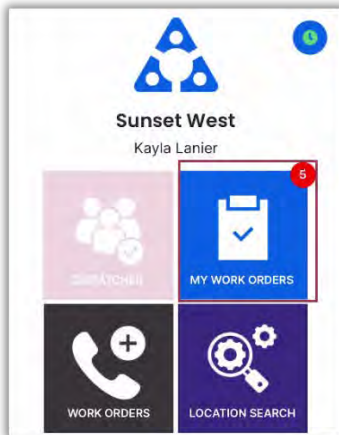 Sunset West
Kayla Lanier
5
DISPATCHER
MY WORK ORDERS
WORK ORDERS
LOCATION SEARCH